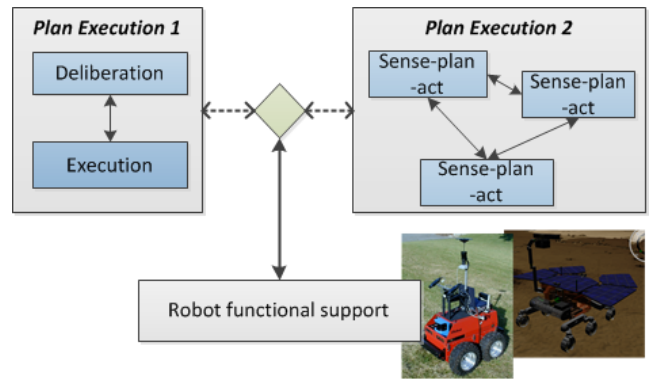 Plan Execution 1
Deliberation
Execution
Plan Execution 2
Sense-plan
-act
Sense-plan
-act
Sense-plan
-act
Robot functional support